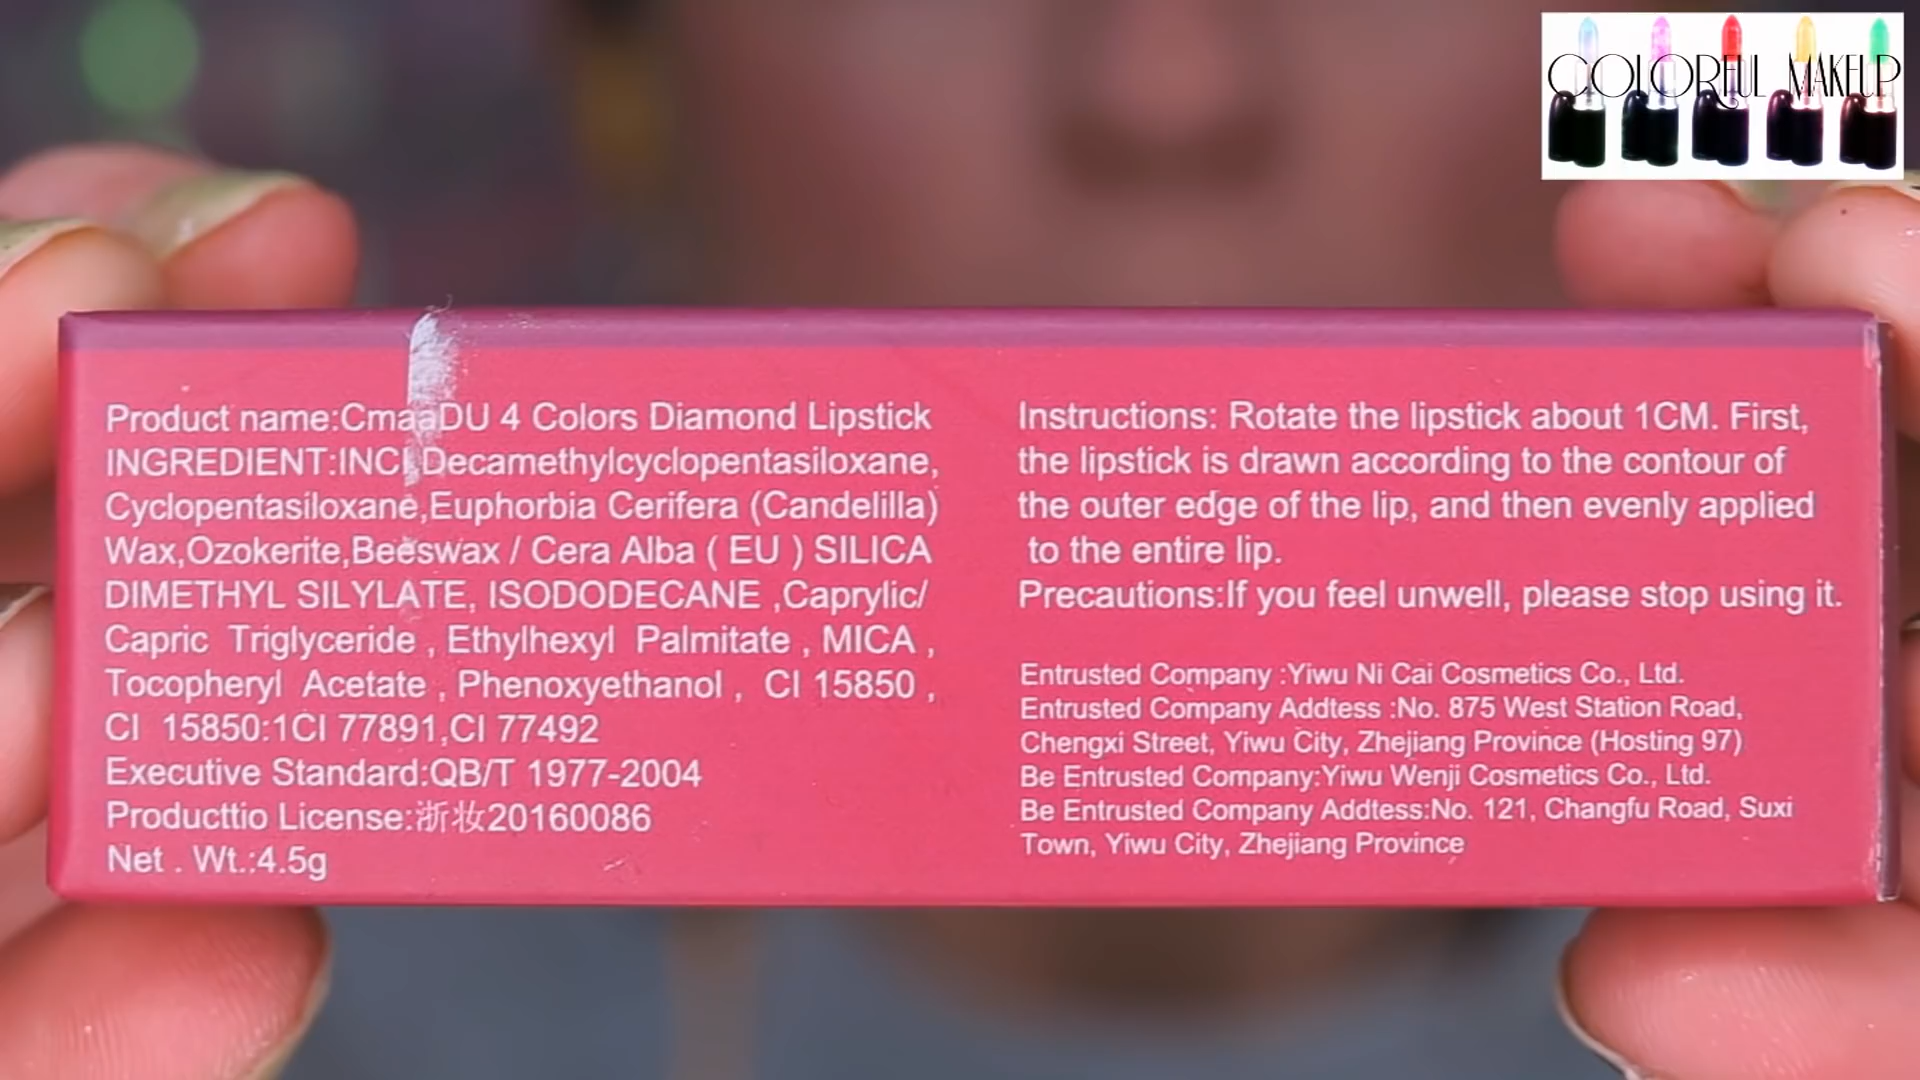 COLORFUL MAKEUP
Product name:CmaaDU 4 Colors Diamond Lipstick
INGREDIENT:INCI Decamethylcyclopentasiloxane,
Cyclopentasiloxane,Euphorbia Cerifera (Candelilla)
Wax,Ozokerite,Beeswax / Cera Alba ( EU ) SILICA
DIMETHYL SILYLATE, ISODODECANE ,Caprylic/
Capric Triglyceride , Ethylhexyl Palmitate , MICA ,
Tocopheryl Acetate , Phenoxyethanol , CI 15850 ,
CI 15850:1CI 77891,CI 77492
Executive Standard:QB/T 1977-2004
Producttio License:浙妆20160086
Net . Wt.:4.5g
Instructions: Rotate the lipstick about 1CM. First,
the lipstick is drawn according to the contour of
the outer edge of the lip, and then evenly applied
to the entire lip.
Precautions:If you feel unwell, please stop using it.
Entrusted Company :Yiwu Ni Cai Cosmetics Co., Ltd.
Entrusted Company Addtess :No. 875 West Station Road,
Chengxi Street, Yiwu City, Zhejiang Province (Hosting 97)
Be Entrusted Company:Yiwu Wenji Cosmetics Co., Ltd.
Be Entrusted Company Addtess:No. 121, Changfu Road, Suxi
Town, Yiwu City, Zhejiang Province